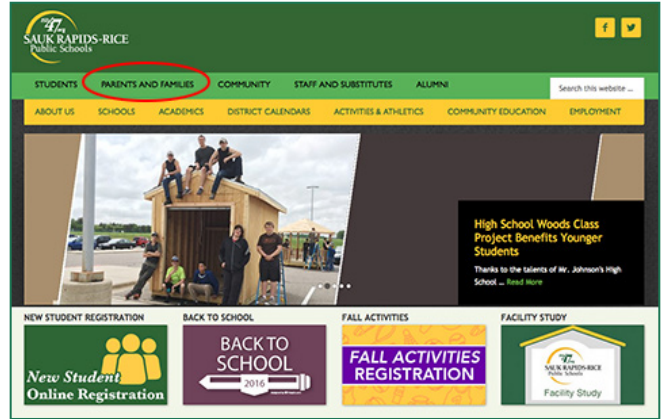 47
SAUK RAPIDS-RICE
Public Schools
STUDENTS PARENTS AND FAMILIES COMMUNITY STAFF AND SUBSTITUTES ALUMNI
Search this website ...
ABOUT US SCHOOLS ACADEMICS DISTRICT CALENDARS ACTIVITIES & ATHLETICS COMMUNITY EDUCATION EMPLOYMENT
High School Woods Class
Project Benefits Younger
Students
Thanks to the talents of Mr. Johnson's High
School ... Read More
NEW STUDENT REGISTRATION
New Student
Online Registration
BACK TO SCHOOL
BACK TO
SCHOOL
2016
FALL ACTIVITIES
FALL ACTIVITIES
REGISTRATION
FACILITY STUDY
47
SAUK RAPIDS-RICE
Public Schools
Facility Study